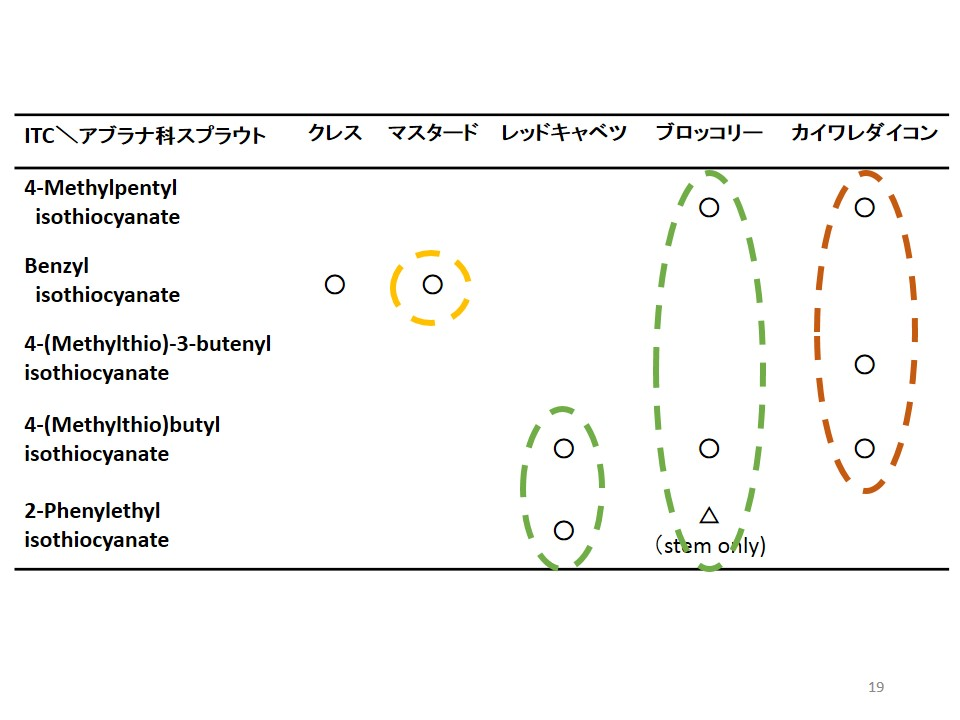 ITC＼アブラナ科スプラウト クレス マスタード レッドキャベツ ブロッコリー カイワレダイコン
4-Methylpentyl
isothiocyanate ○ ○
Benzyl
isothiocyanate ○ ○
4-(Methylthio)-3-butenyl
isothiocyanate ○
4-(Methylthio)butyl
isothiocyanate ○ ○ ○
2-Phenylethyl
isothiocyanate ○ △
（stem only)
19